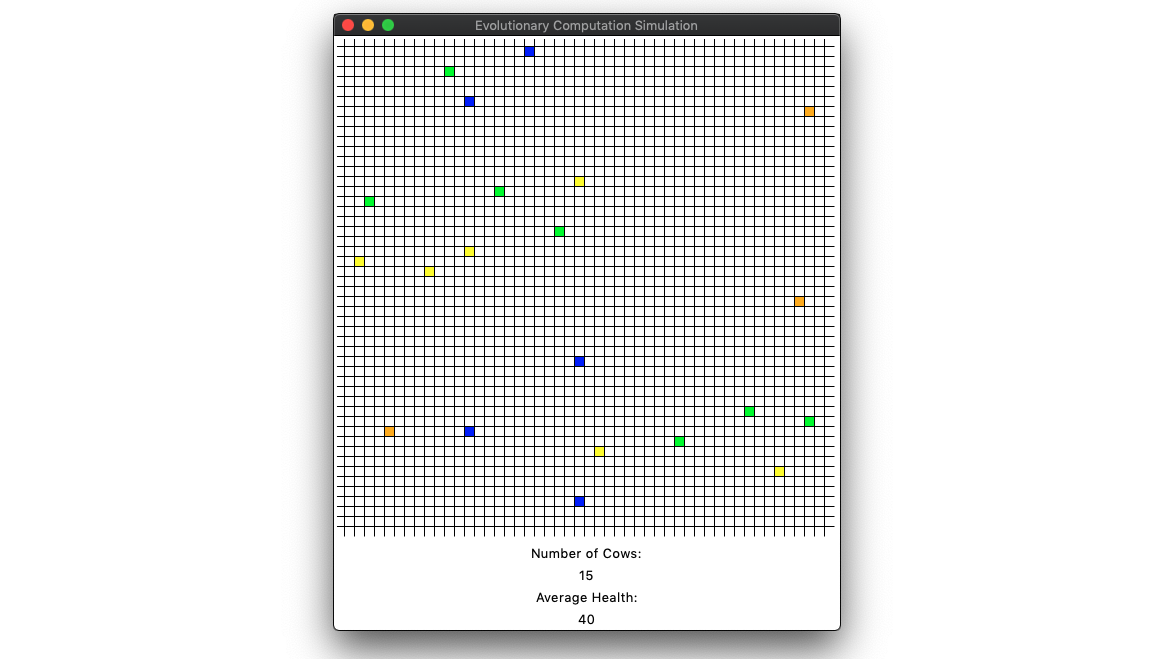 Evolutionary Computation Simulation
Number of Cows:
15
Average Health:
40